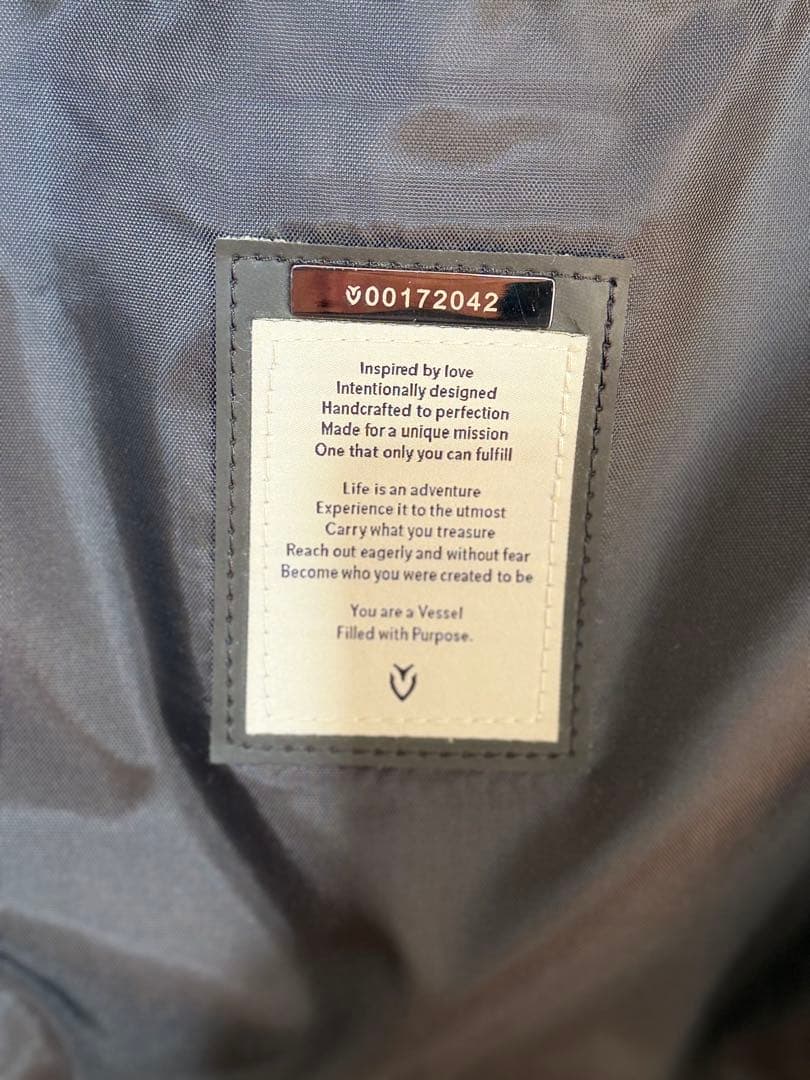 00172042
Inspired by love
Intentionally designed
Handcrafted to perfection
Made for a unique mission
One that only you can fulfill
Life is an adventure
Experience it to the utmost
Carry what you treasure
Reach out eagerly and without fear
Become who you were created to be
You are a Vessel
Filled with Purpose.